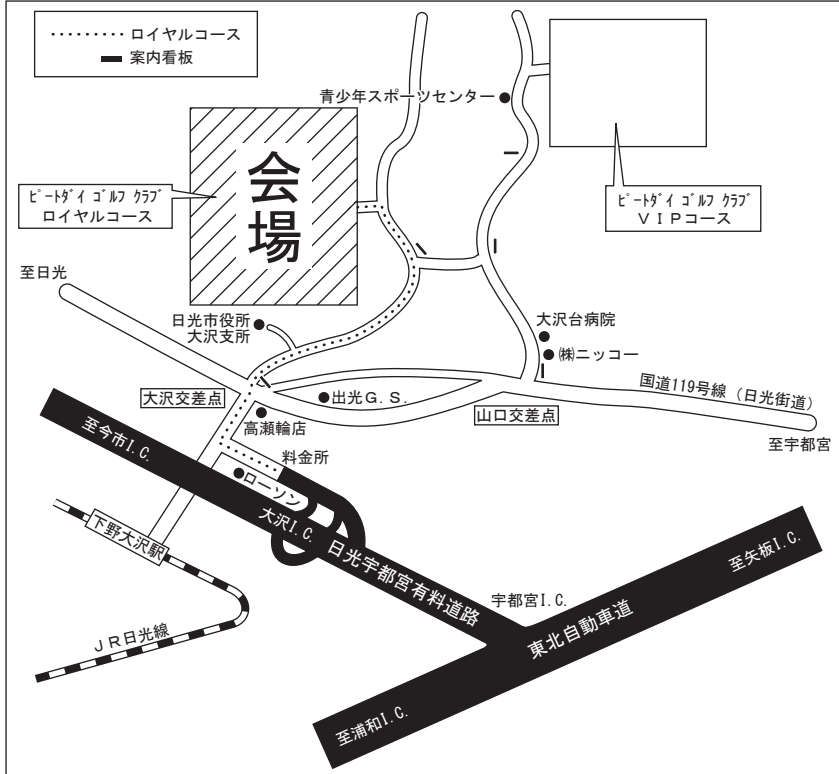 ロイヤルコース
案内看板
青少年スポーツセンター
会場
ﾋﾟｰﾄﾀﾞｲ ｺﾞﾙﾌ ｸﾗﾌﾞ
ロイヤルコース
ﾋﾟｰﾄﾀﾞｲ ｺﾞﾙﾌ ｸﾗﾌﾞ
ＶＩＰコース
至日光
日光市役所
大沢支所
大沢台病院
㈱ニッコー
大沢交差点
出光Ｇ.Ｓ.
国道119号線（日光街道）
高瀬輪店
山口交差点
至宇都宮
至今市I.C.
料金所
ローソン
大沢I.C.
下野大沢駅
日光宇都宮有料道路
宇都宮I.C.
至矢板I.C.
東北自動車道
ＪＲ日光線
至浦和I.C.